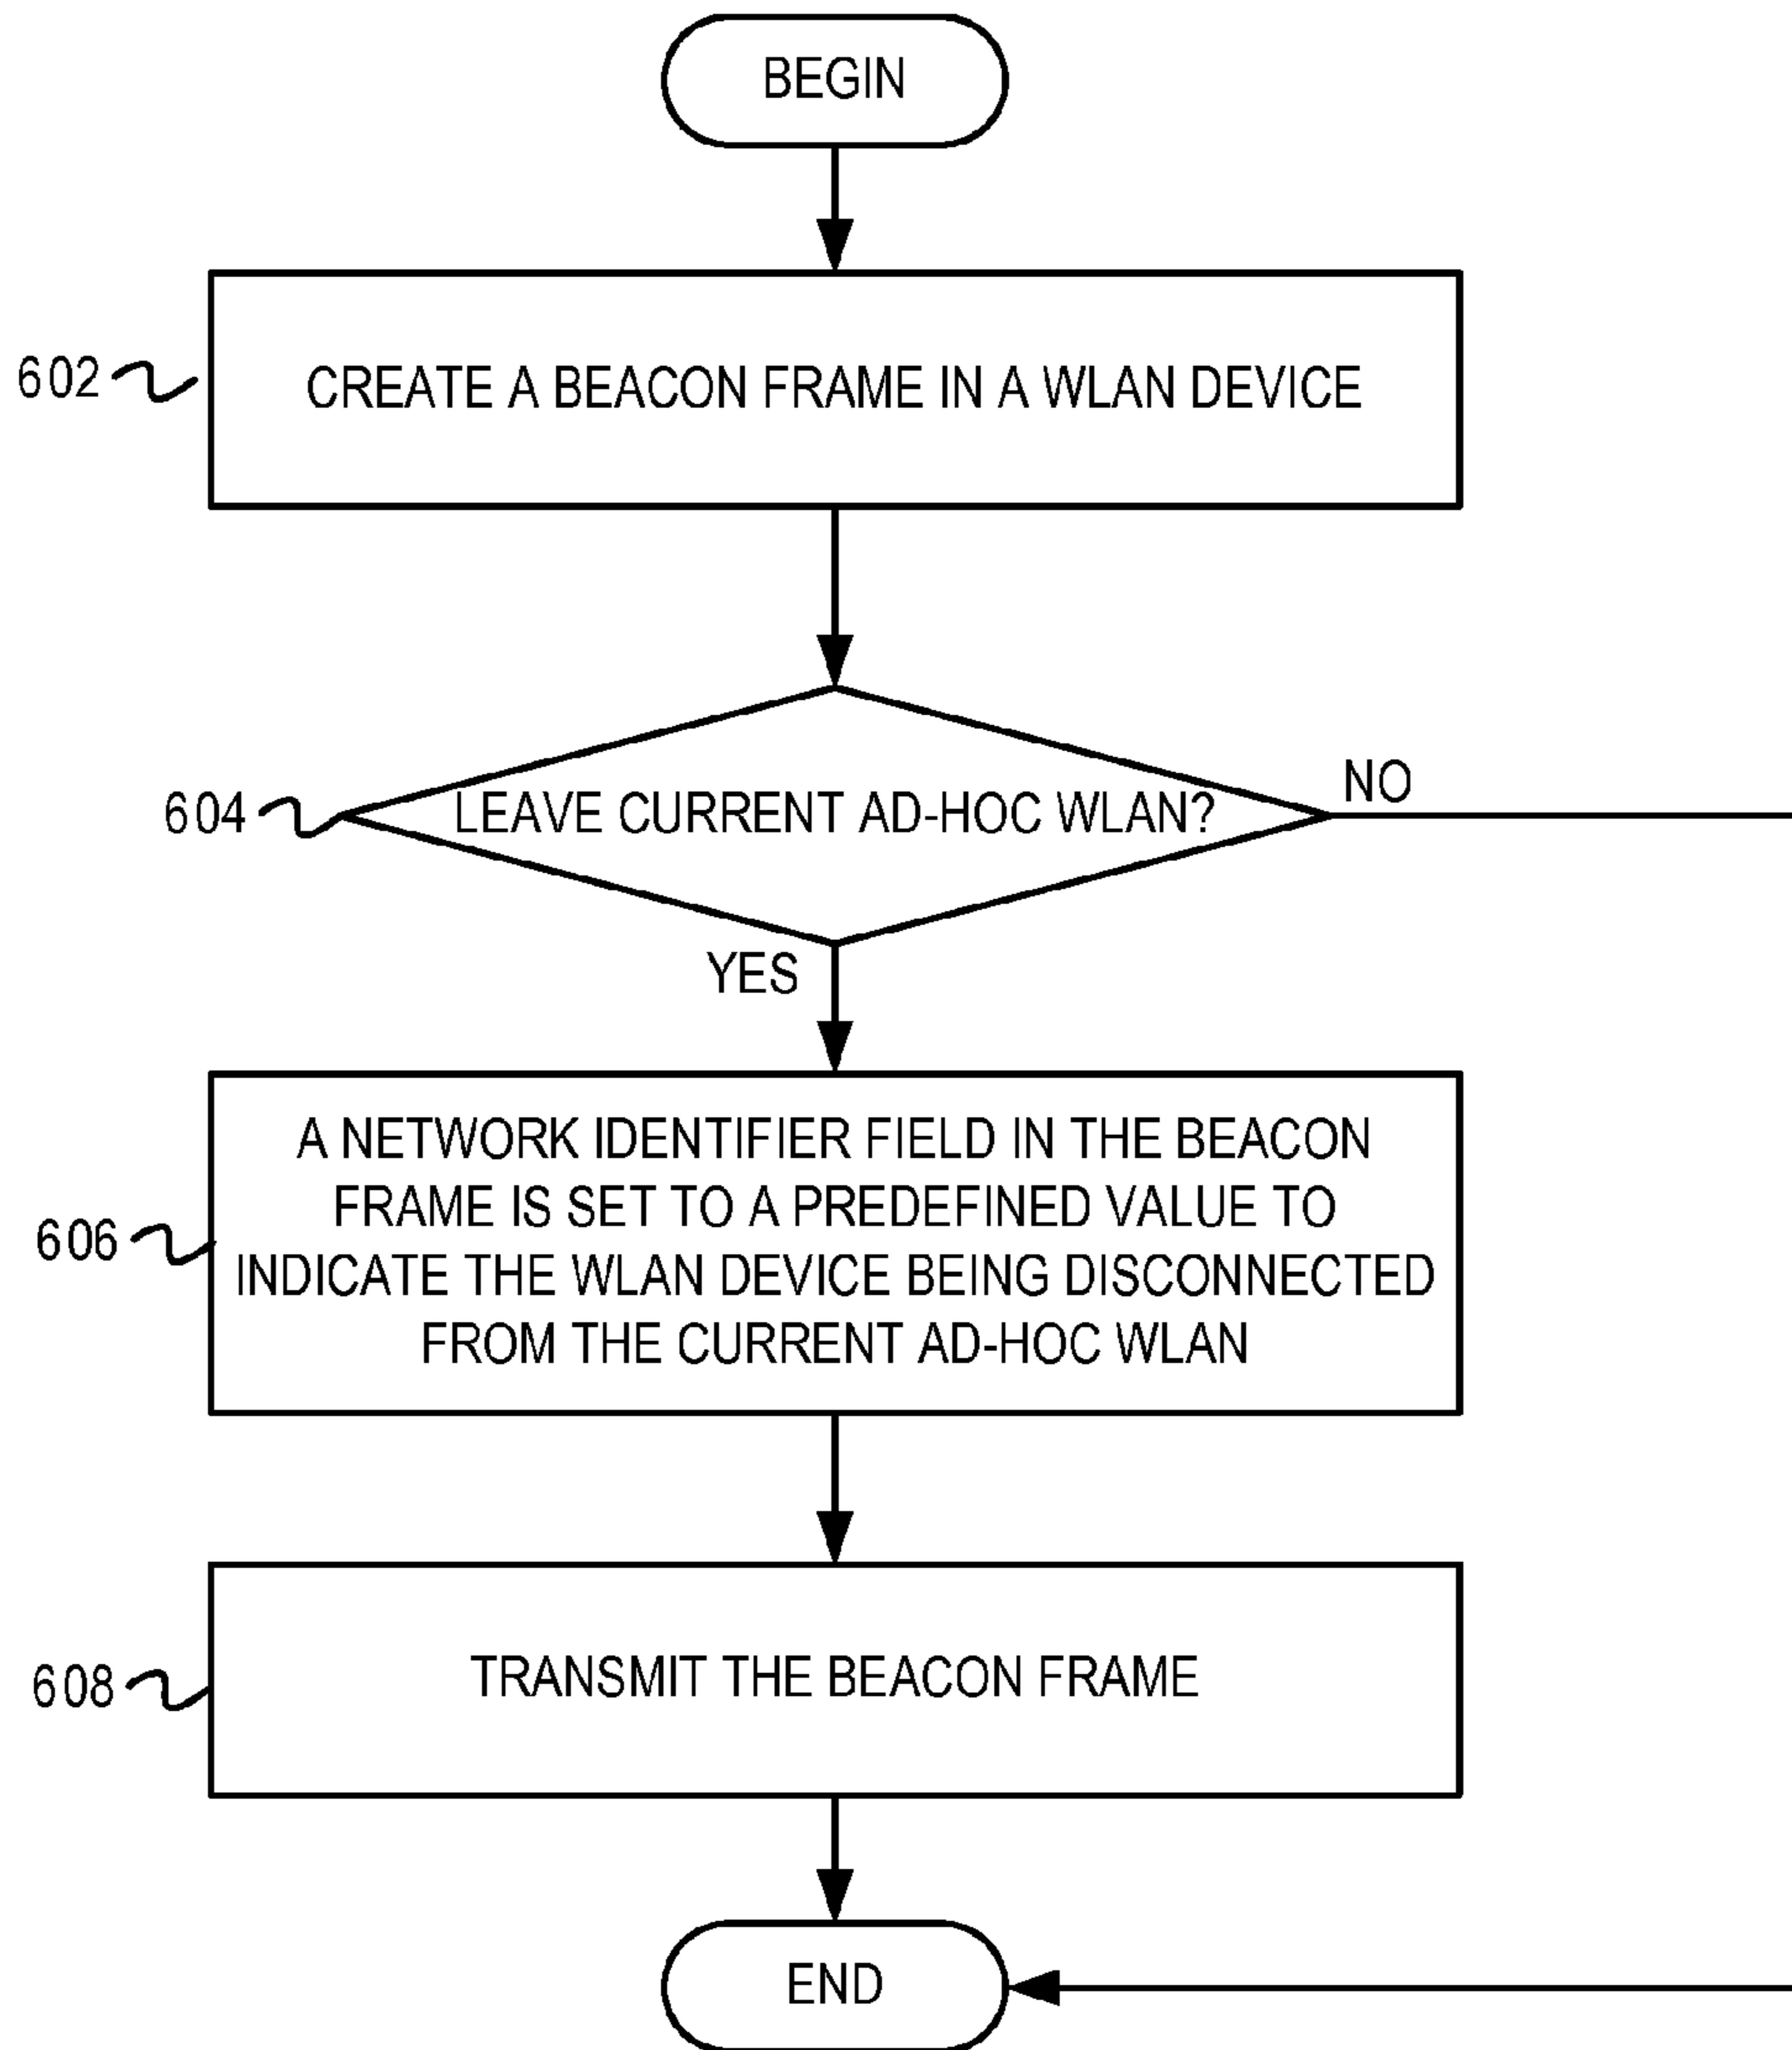 BEGIN
602
CREATE A BEACON FRAME IN A WLAN DEVICE
604
LEAVE CURRENT AD-HOC WLAN?
NO
YES
606
A NETWORK IDENTIFIER FIELD IN THE BEACON
FRAME IS SET TO A PREDEFINED VALUE TO
INDICATE THE WLAN DEVICE BEING DISCONNECTED
FROM THE CURRENT AD-HOC WLAN
608
TRANSMIT THE BEACON FRAME
END